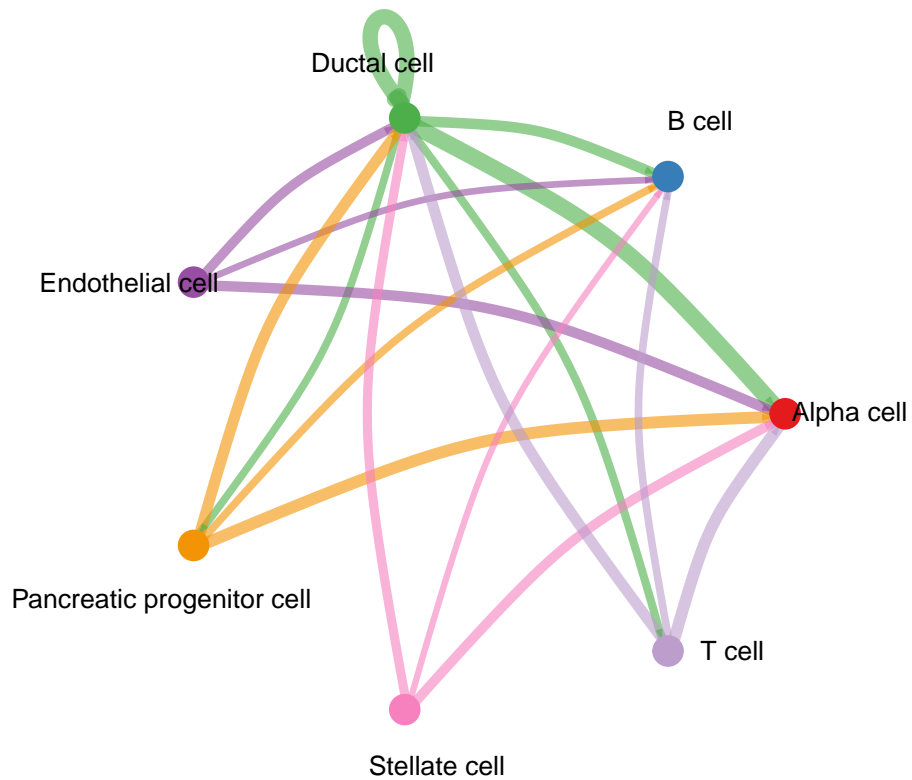 Ductal cell
B cell
Endothelial cell
Alpha cell
Pancreatic progenitor cell
T cell
Stellate cell